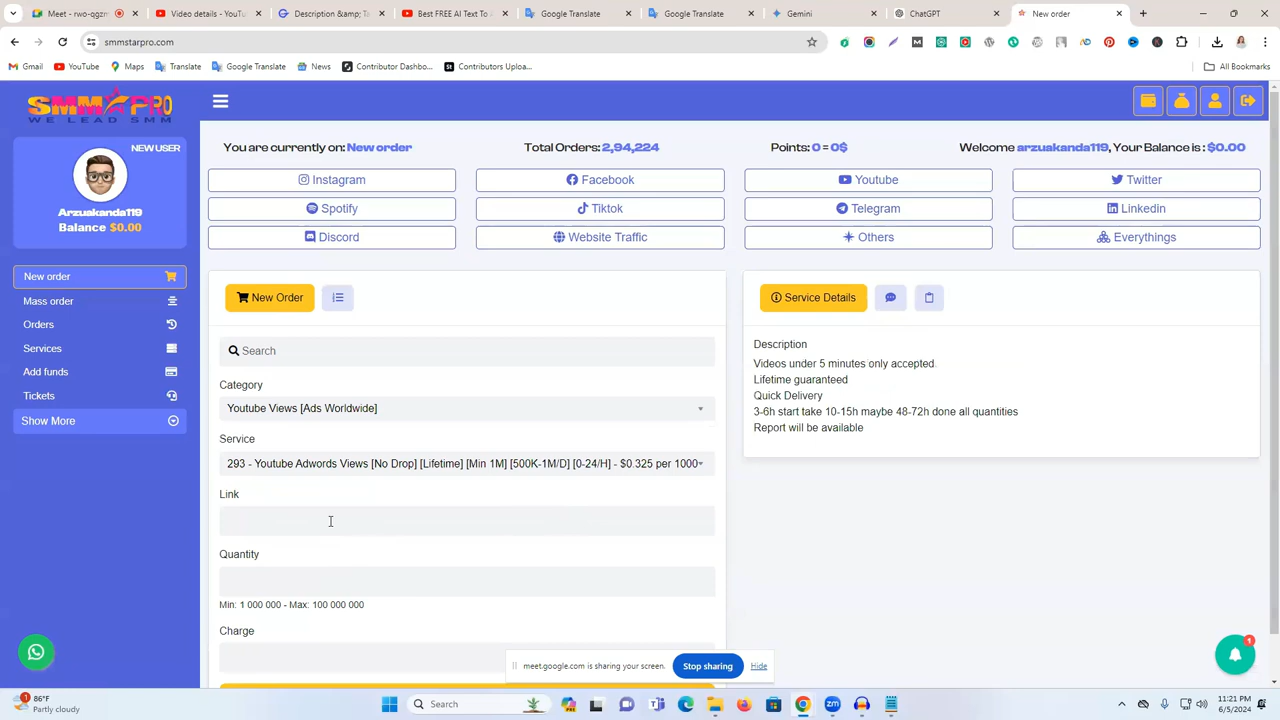 Meet - rwo-qgzr
Video details - YouTu
Description &amp; Ta
Best FREE AI Text To
Google Translate
Google Translate
Gemini
ChatGPT
New order
smmstarpro.com
Gmail
YouTube
Maps
Translate
Google Translate
News
Contributor Dashbo...
Contributors Uploa...
All Bookmarks
SMM PRO
WE LEAD SMM
NEW USER
Arzuakanda119
Balance $0.00
New order
Mass order
Orders
Services
Add funds
Tickets
Show More
You are currently on: New order
Total Orders: 2,94,224
Points: 0 = 0$
Welcome arzuakanda119, Your Balance is : $0.00
Instagram
Facebook
Youtube
Twitter
Spotify
Tiktok
Telegram
Linkedin
Discord
Website Traffic
Others
Everythings
New Order
Search
Category
Youtube Views [Ads Worldwide]
Service
293 - Youtube Adwords Views [No Drop] [Lifetime] [Min 1M] [500K-1M/D] [0-24/H] - $0.325 per 1000
Link
Quantity
Min: 1 000 000 - Max: 100 000 000
Charge
Service Details
Description
Videos under 5 minutes only accepted
Lifetime guaranteed
Quick Delivery
3-6h start take 10-15h maybe 48-72h done all quantities
Report will be available
1
meet.google.com is sharing your screen.
Stop sharing
Hide
1
86°F
Partly cloudy
Search
11:21 PM
6/5/2024